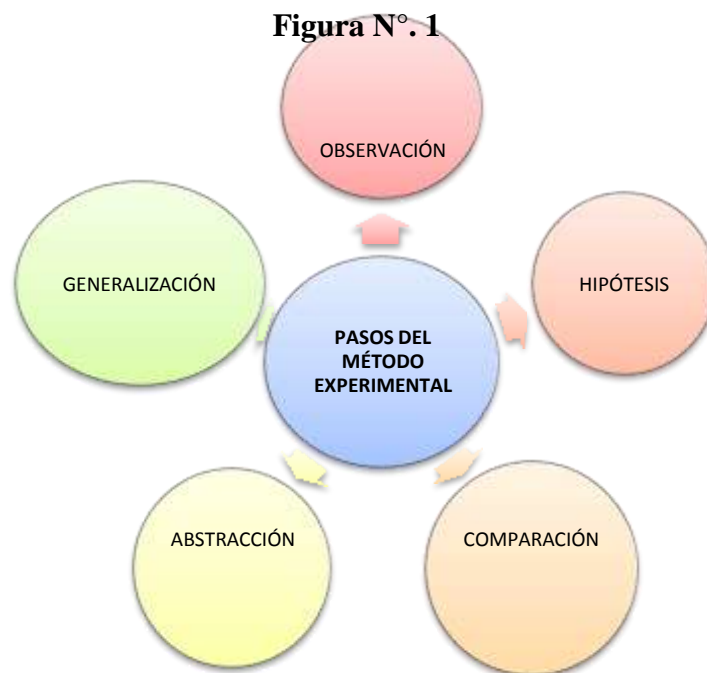 Figura N°. 1
OBSERVACIÓN
HIPÓTESIS
COMPARACIÓN
ABSTRACCIÓN
GENERALIZACIÓN
PASOS DEL
MÉTODO
EXPERIMENTAL